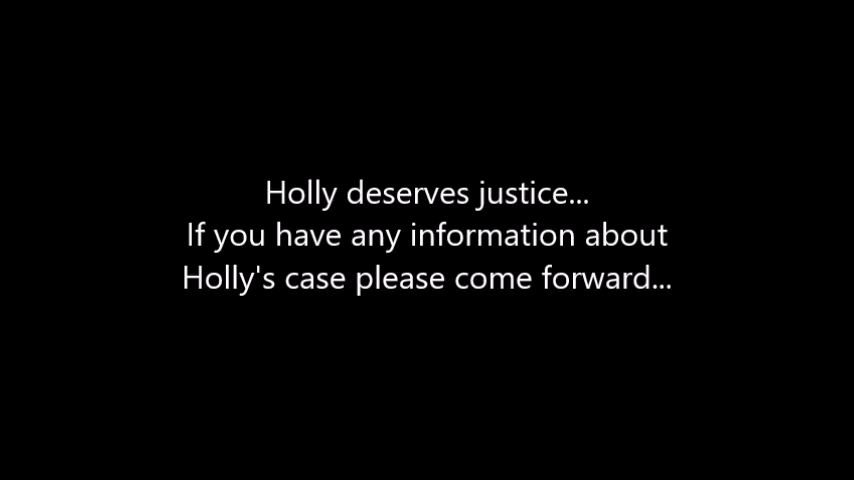 Holly deserves justice...
If you have any information about
Holly's case please come forward...